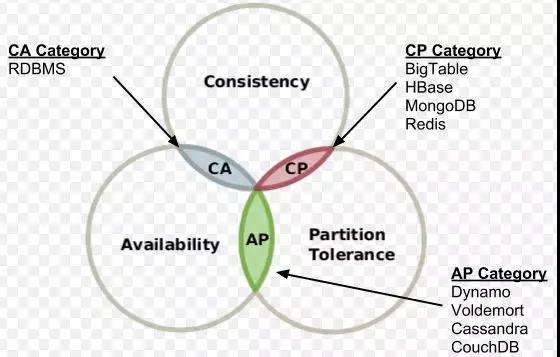 CA Category
RDBMS
CP Category
BigTable
HBase
MongoDB
Redis
Consistency
CA
CP
Availability
AP
Partition
Tolerance
AP Category
Dynamo
Voldemort
Cassandra
CouchDB